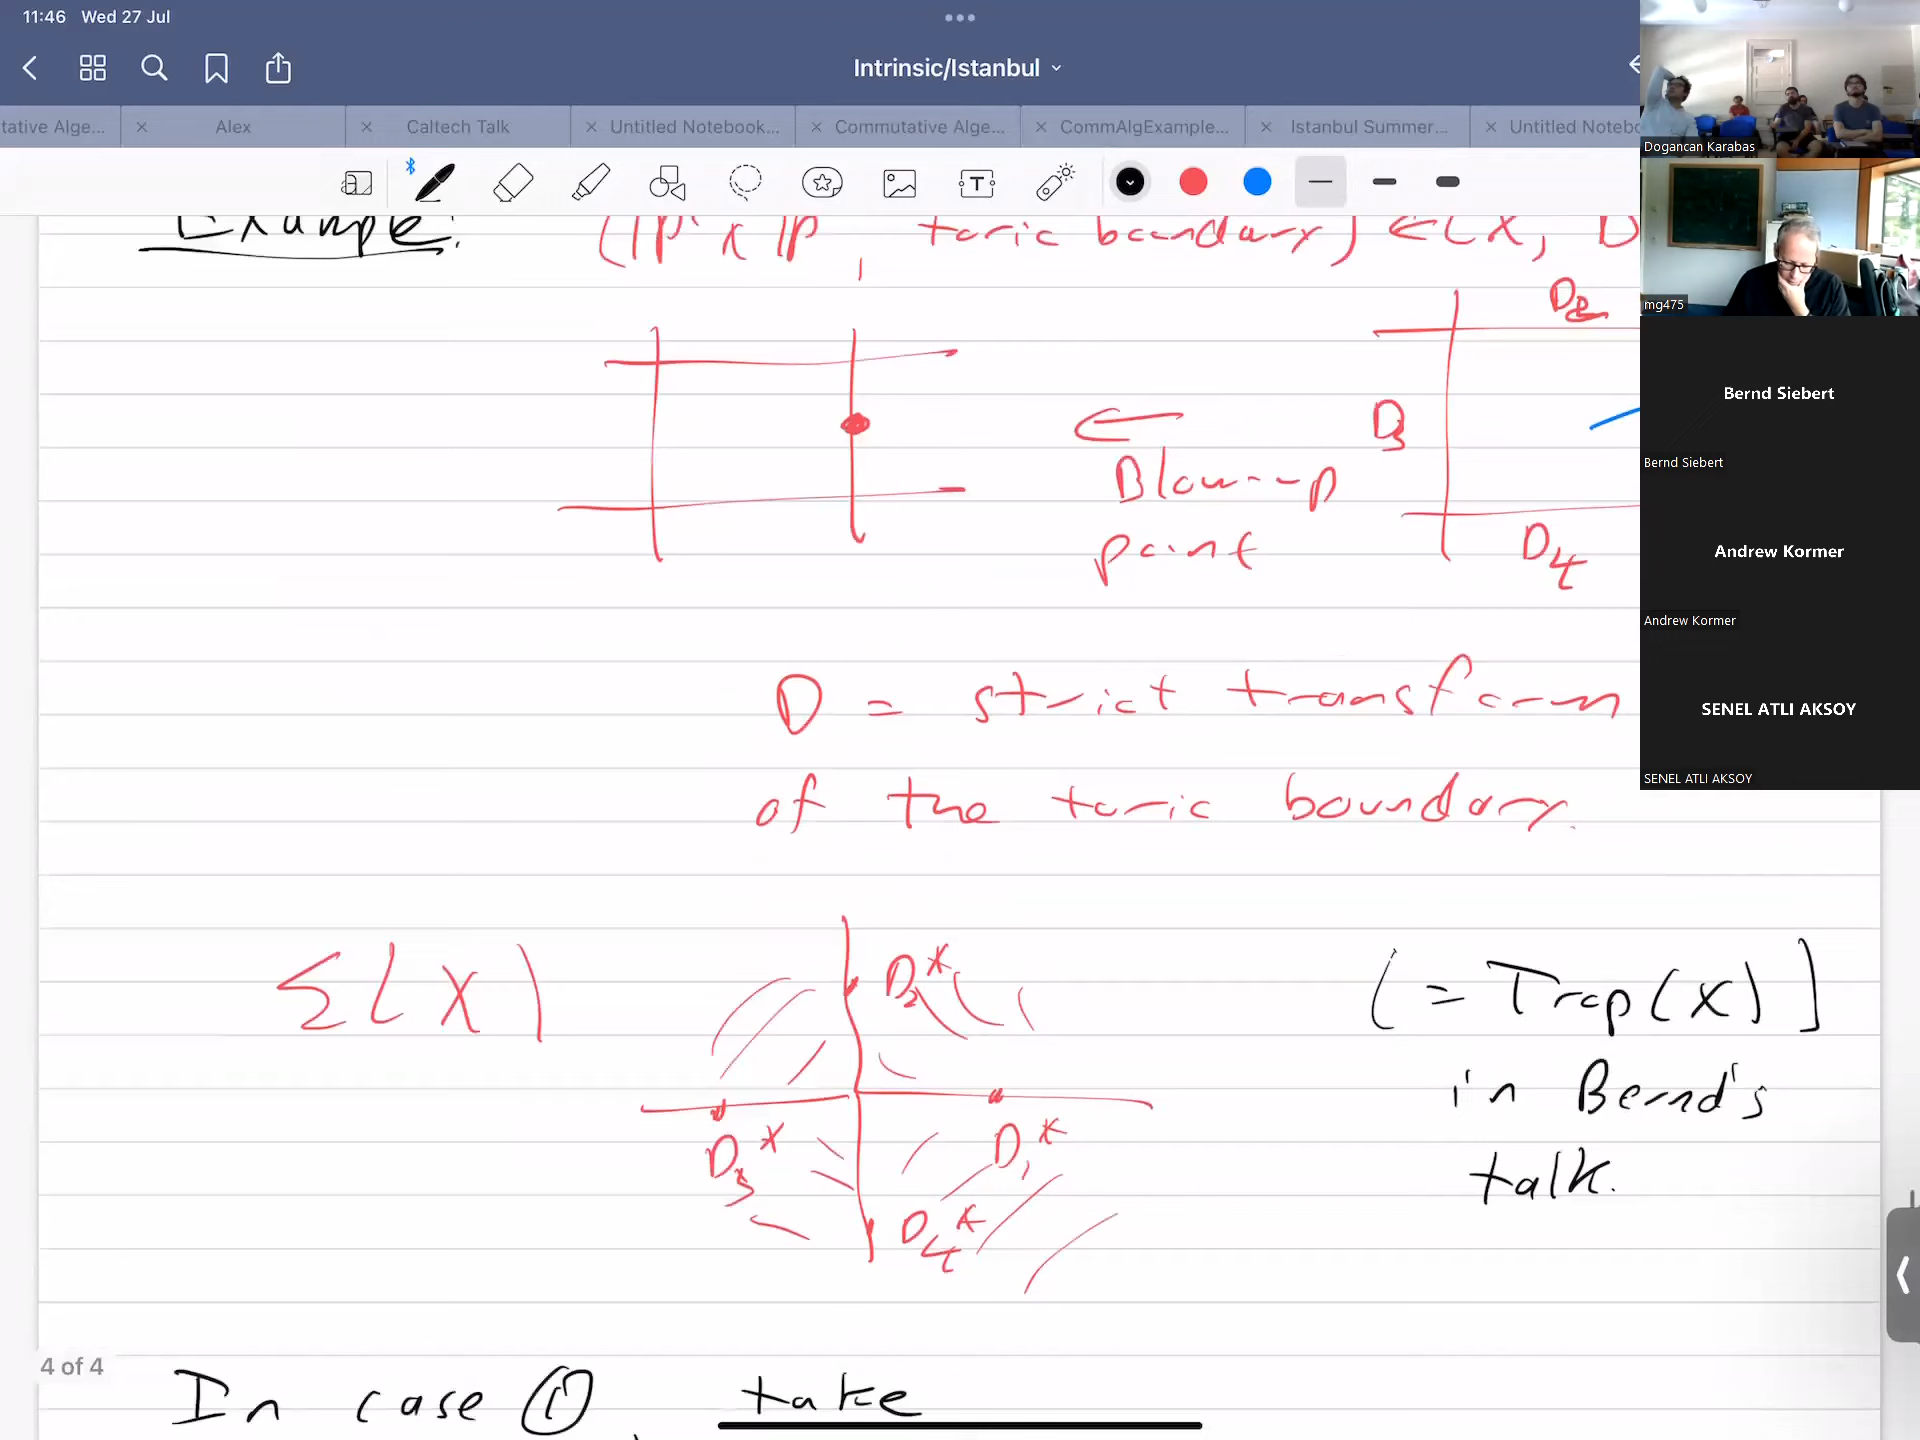 11:46 Wed 27 Jul
Intrinsic/Istanbul
tative Alge...
Alex
Caltech Talk
Untitled Notebook...
Commutative Alge...
CommAlgExample...
Istanbul Summer...
Untitled Notebo
Example:
(ℙ¹ x ℙ¹, toric boundary) ← (X, D
D₂
D₃
Blow-up
point
D₄
D = strict transform
of the toric boundary.
Σ(X)
D₂*
D₃*
D₁*
D₄*
(= Trop(X))
in Bernd's
talk.
4 of 4
In case ① take
Dogancan Karabas
mg475
Bernd Siebert
Bernd Siebert
Andrew Kormer
Andrew Kormer
SENEL ATLI AKSOY
SENEL ATLI AKSOY